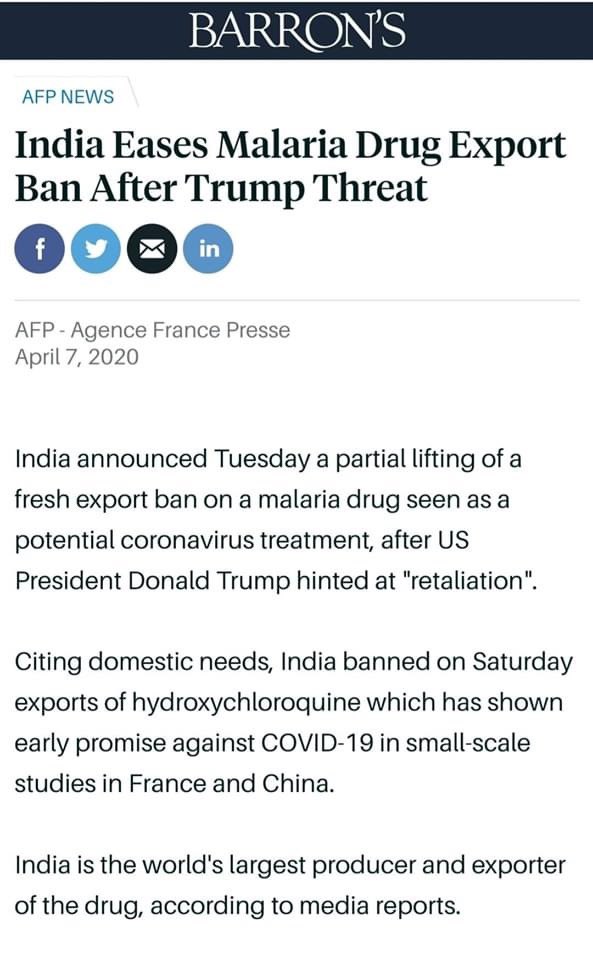 BARRON'S
AFP NEWS
India Eases Malaria Drug Export
Ban After Trump Threat
f
in
AFP - Agence France Presse
April 7, 2020
India announced Tuesday a partial lifting of a
fresh export ban on a malaria drug seen as a
potential coronavirus treatment, after US
President Donald Trump hinted at "retaliation".
Citing domestic needs, India banned on Saturday
exports of hydroxychloroquine which has shown
early promise against COVID-19 in small-scale
studies in France and China.
India is the world's largest producer and exporter
of the drug, according to media reports.